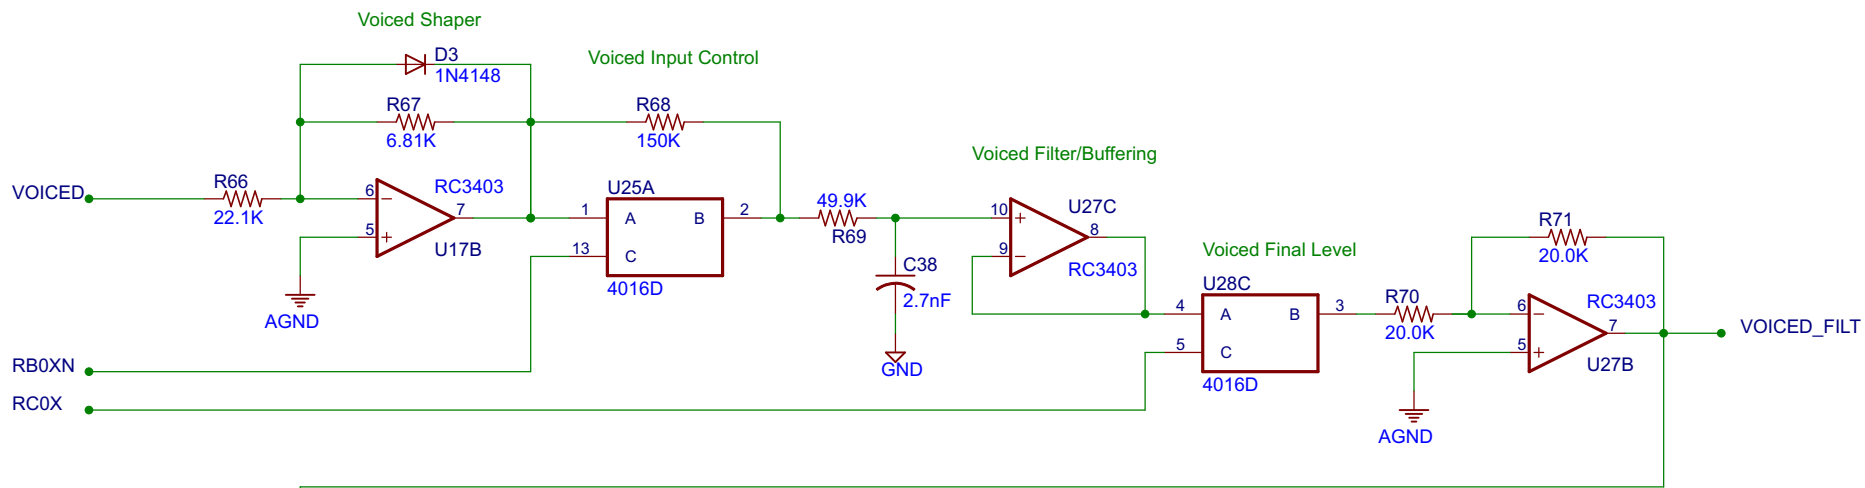 Voiced Shaper
D3
1N4148
Voiced Input Control
R67
6.81K
R68
150K
Voiced Filter/Buffering
VOICED
R66
22.1K
6
5
7
RC3403
U17B
U25A
1
A
B
2
13
C
4016D
49.9K
R69
10
9
8
U27C
RC3403
C38
2.7nF
GND
AGND
Voiced Final Level
U28C
4
A
B
3
5
C
4016D
R70
20.0K
R71
20.0K
6
5
7
RC3403
U27B
VOICED_FILT
AGND
RB0XN
RC0X